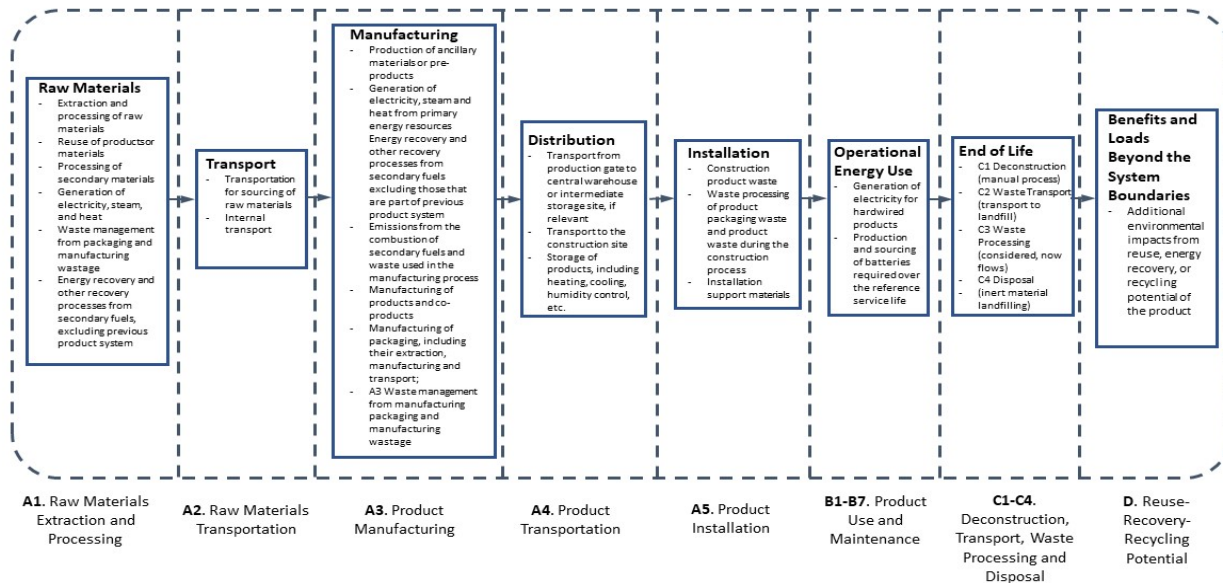 Raw Materials
- Extraction and
processing of raw
materials
- Reuse of productsor
materials
- Processing of
secondary materials
- Generation of
electricity, steam,
and heat
- Waste management
from packaging and
manufacturing
wastage
- Energy recovery and
other recovery
processes from
secondary fuels,
excluding previous
product system
Transport
- Transportation
for sourcing of
raw materials
- Internal
transport
Manufacturing
- Production of ancillary
materials or pre-
products
- Generation of
electricity, steam and
heat from primary
energy resources
Energy recovery and
other recovery
processes from
secondary fuels
excluding those that
are part of previous
product system
- Emissions from the
combustion of
secondary fuels and
waste used in the
manufacturing process
- Manufacturing of
products and co-
products
- Manufacturing of
packaging, including
their extraction,
manufacturing and
transport;
- A3 Waste management
from manufacturing
packaging and
manufacturing
wastage
Distribution
- Transport from
production gate to
central warehouse
or intermediate
storage site, if
relevant
- Transport to the
construction site
- Storage of
products, including
heating, cooling,
humidity control,
etc.
Installation
- Construction
product waste
- Waste processing
of product
packaging waste
and product
waste during the
construction
process
- Installation
support materials
Operational
Energy Use
- Generation of
electricity for
hardwired
products
- Production
and sourcing
of batteries
required over
the reference
service life
End of Life
- C1 Deconstruction
(manual process)
- C2 Waste Transport
(transport to
landfill)
- C3 Waste
Processing
(considered, now
flows)
- C4 Disposal
- (inert material
landfilling)
Benefits and
Loads
Beyond the
System
Boundaries
- Additional
environmental
impacts from
reuse, energy
recovery, or
recycling
potential of
the product
A1. Raw Materials
Extraction and
Processing
A2. Raw Materials
Transportation
A3. Product
Manufacturing
A4. Product
Transportation
A5. Product
Installation
B1-B7. Product
Use and
Maintenance
C1-C4.
Deconstruction,
Transport, Waste
Processing and
Disposal
D. Reuse-
Recovery-
Recycling
Potential